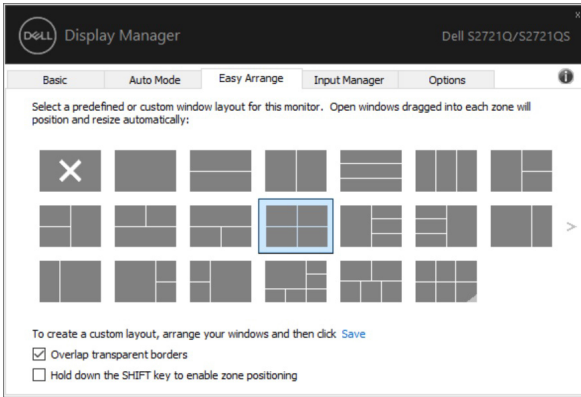 DELL Display Manager
Dell S2721Q/S2721QS
Basic
Auto Mode
Easy Arrange
Input Manager
Options
Select a predefined or custom window layout for this monitor. Open windows dragged into each zone will
position and resize automatically:
To create a custom layout, arrange your windows and then click Save
Overlap transparent borders
Hold down the SHIFT key to enable zone positioning